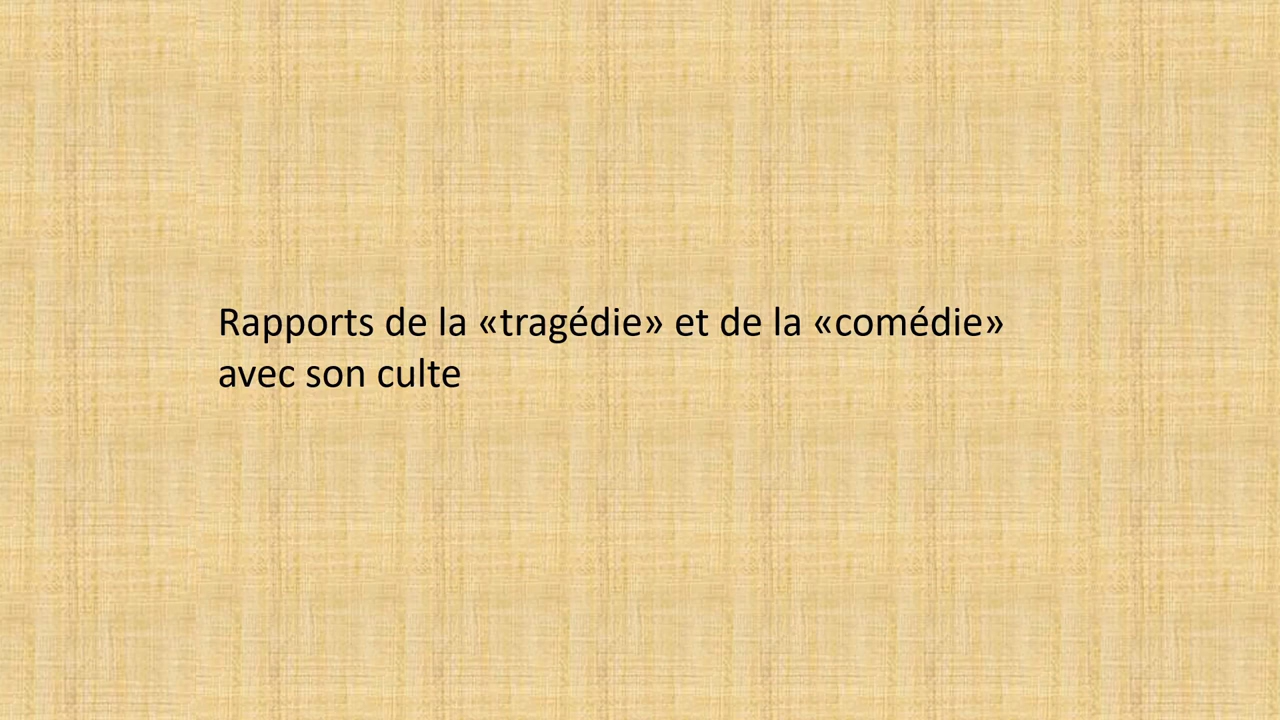 Rapports de la «tragédie» et de la «comédie»
avec son culte